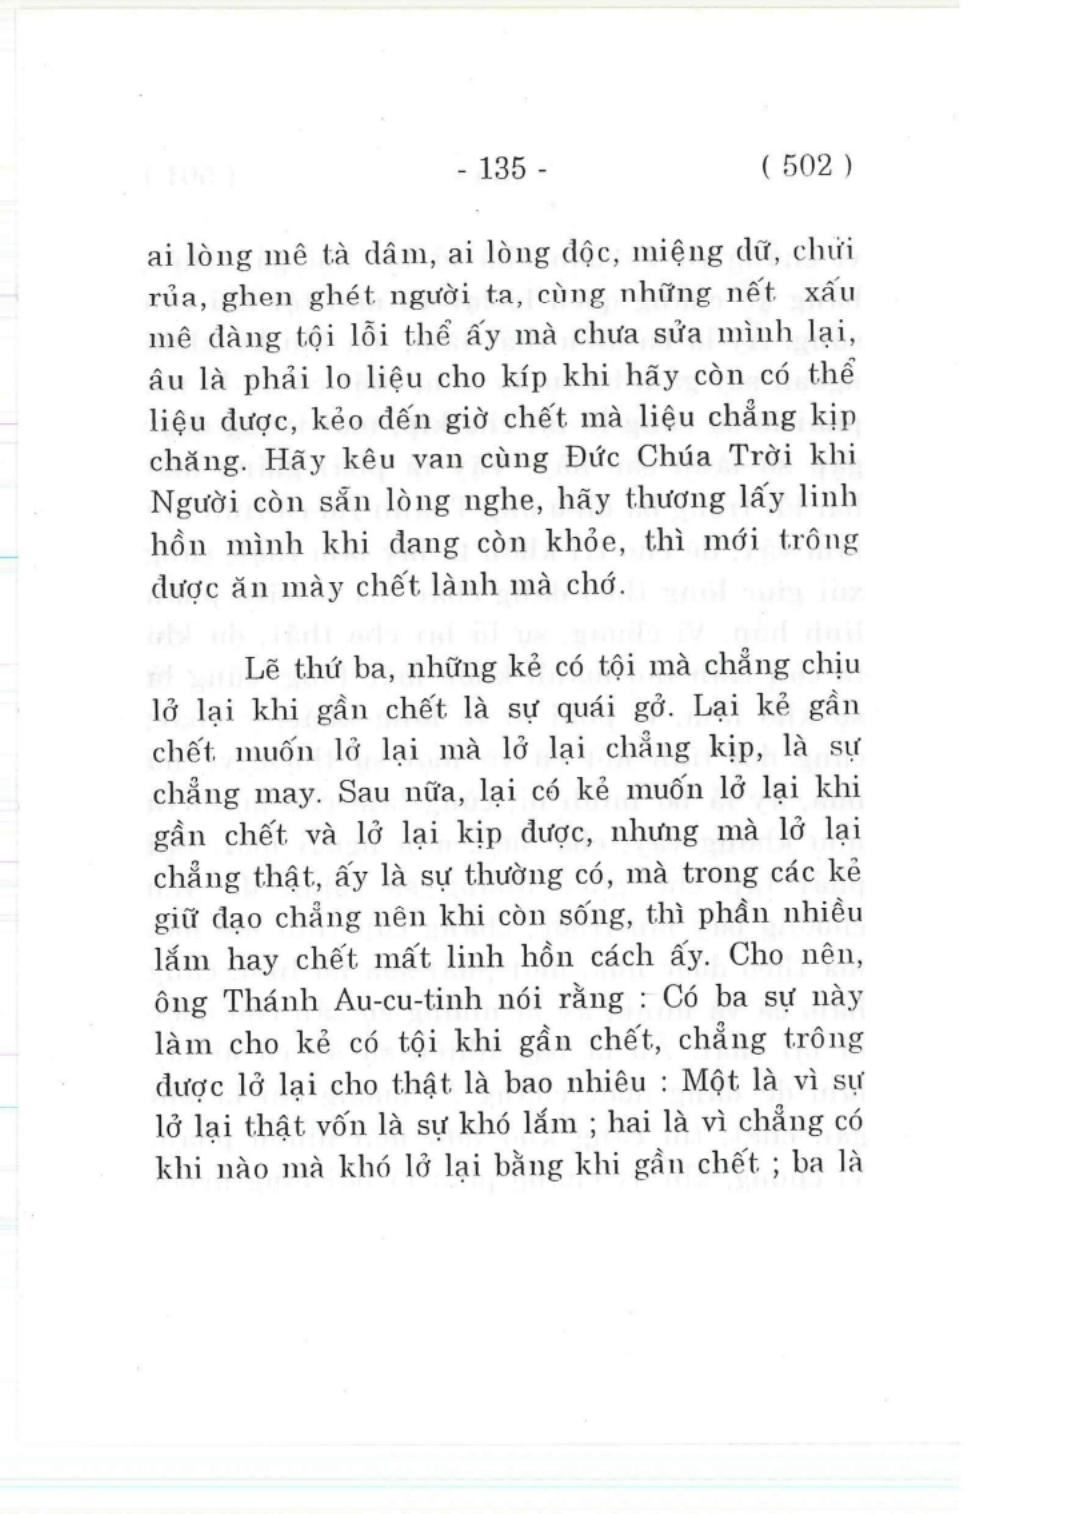 - 135 - ( 502 )
ai lòng mê tà dâm, ai lòng độc, miệng dữ, chửi
rủa, ghen ghét người ta, cùng những nết xấu
mê đàng tội lỗi thể ấy mà chưa sửa mình lại,
âu là phải lo liệu cho kíp khi hãy còn có thể
liệu được, kẻo đến giờ chết mà liệu chẳng kịp
chăng. Hãy kêu van cùng Đức Chúa Trời khi
Người còn sẵn lòng nghe, hãy thương lấy linh
hồn mình khi đang còn khỏe, thì mới trông
được ăn mày chết lành mà chớ.
Lẽ thứ ba, những kẻ có tội mà chẳng chịu
lở lại khi gần chết là sự quái gở. Lại kẻ gần
chết muốn lở lại mà lở lại chẳng kịp, là sự
chẳng may. Sau nữa, lại có kẻ muốn lở lại khi
gần chết và lở lại kịp được, nhưng mà lở lại
chẳng thật, ấy là sự thường có, mà trong các kẻ
giữ đạo chẳng nên khi còn sống, thì phần nhiều
lắm hay chết mất linh hồn cách ấy. Cho nên,
ông Thánh Au-cu-tinh nói rằng : Có ba sự này
làm cho kẻ có tội khi gần chết, chẳng trông
được lở lại cho thật là bao nhiêu : Một là vì sự
lở lại thật vốn là sự khó lắm ; hai là vì chẳng có
khi nào mà khó lở lại bằng khi gần chết ; ba là